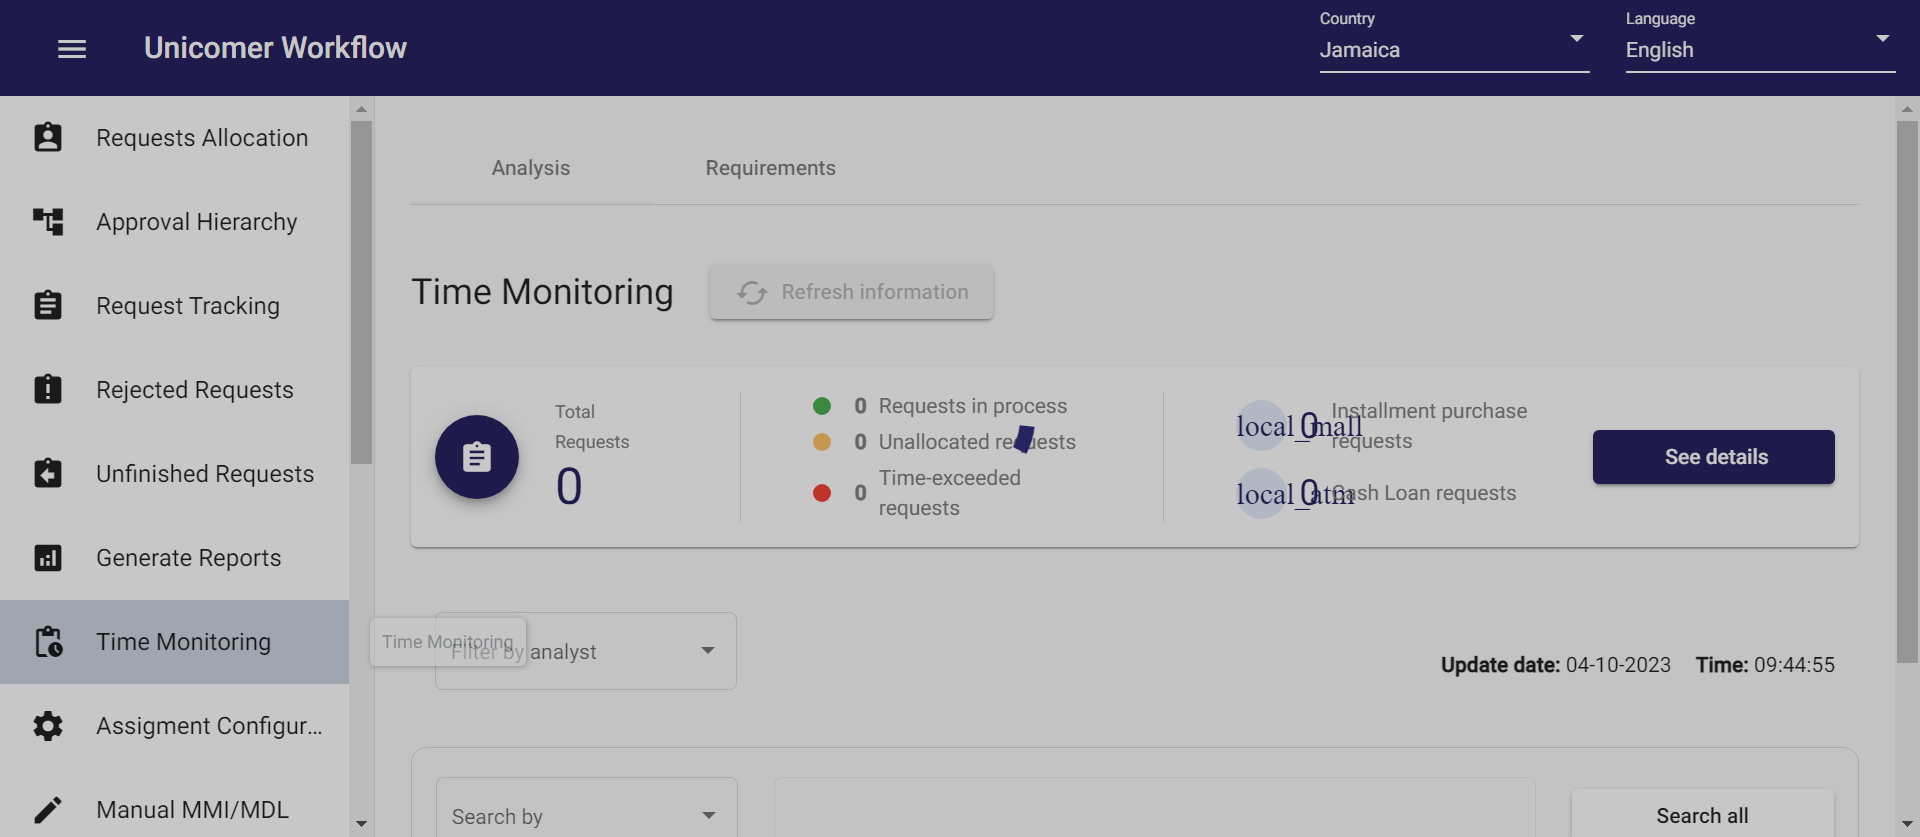 Unicomer Workflow
Country
Jamaica
Language
English
Requests Allocation
Approval Hierarchy
Request Tracking
Rejected Requests
Unfinished Requests
Generate Reports
Time Monitoring
Assigment Configur...
Manual MMI/MDL
Analysis
Requirements
Time Monitoring
Refresh information
Total
Requests
0
0 Requests in process
0 Unallocated requests
0 Time-exceeded
requests
local_mall
0
Installment purchase
requests
local_atm
0
Cash Loan requests
See details
Time Monitoring
Filter by analyst
Update date: 04-10-2023 Time: 09:44:55
Search by
Search all